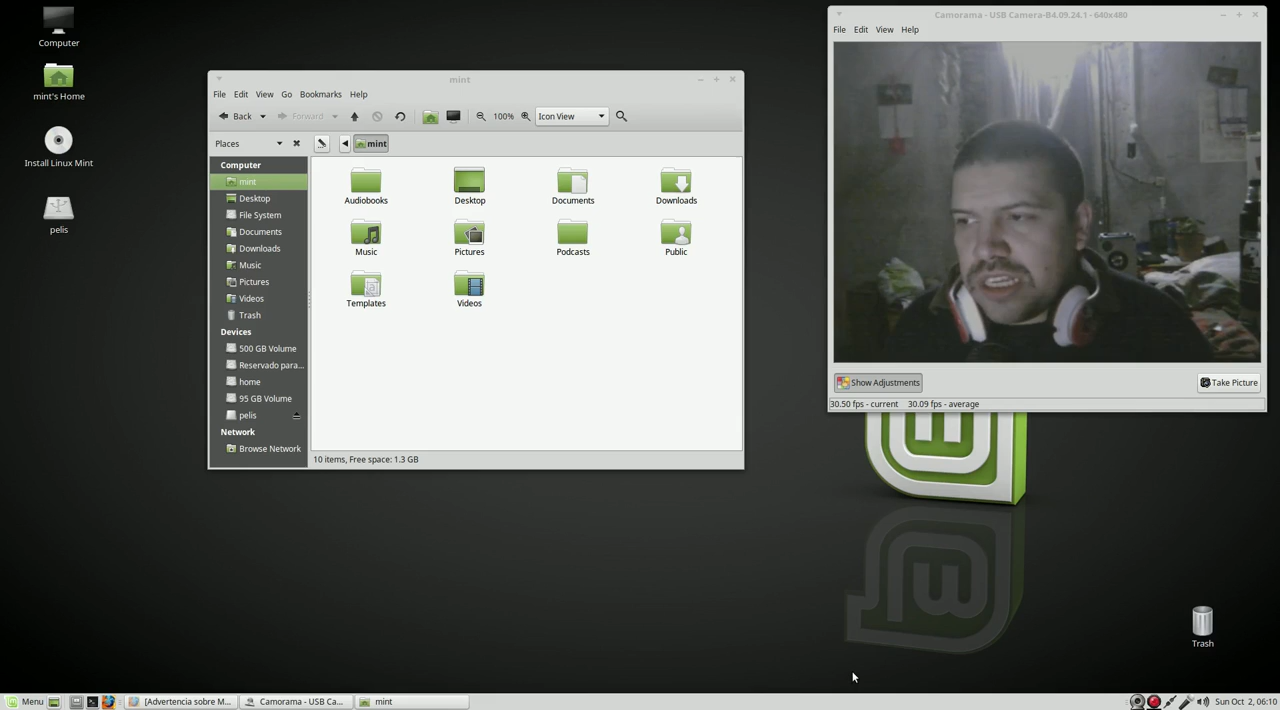 Computer
mint's Home
Install Linux Mint
pelis
mint
File Edit View Go Bookmarks Help
Back Forward 100% Icon View
Places mint
Computer
mint
Desktop
File System
Documents
Downloads
Music
Pictures
Videos
Trash
Devices
500 GB Volume
Reservado para...
home
95 GB Volume
pelis
Network
Browse Network
Audiobooks Desktop Documents Downloads
Music Pictures Podcasts Public
Templates Videos
10 items, Free space: 1.3 GB
Camorama - USB Camera-B4.09.24.1 - 640x480
File Edit View Help
Show Adjustments Take Picture
30.50 fps - current 30.09 fps - average
Trash
Menu [Advertencia sobre M... Camorama - USB Ca... mint Sun Oct 2, 06:10